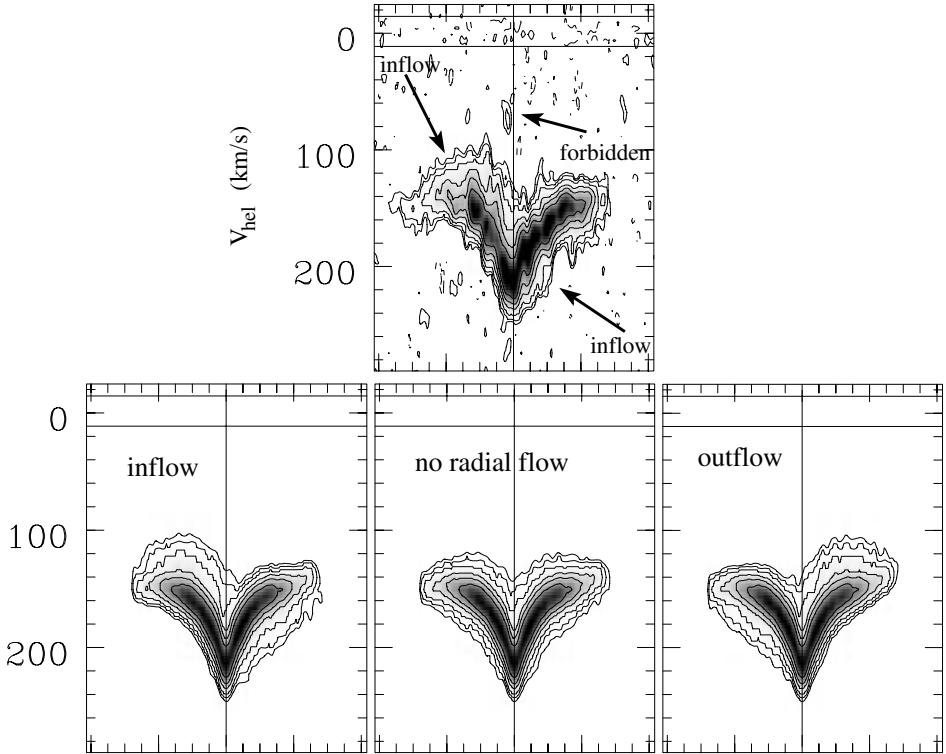 0
inflow
forbidden
100
V_hel (km/s)
200
inflow
0
inflow
no radial flow
outflow
100
200